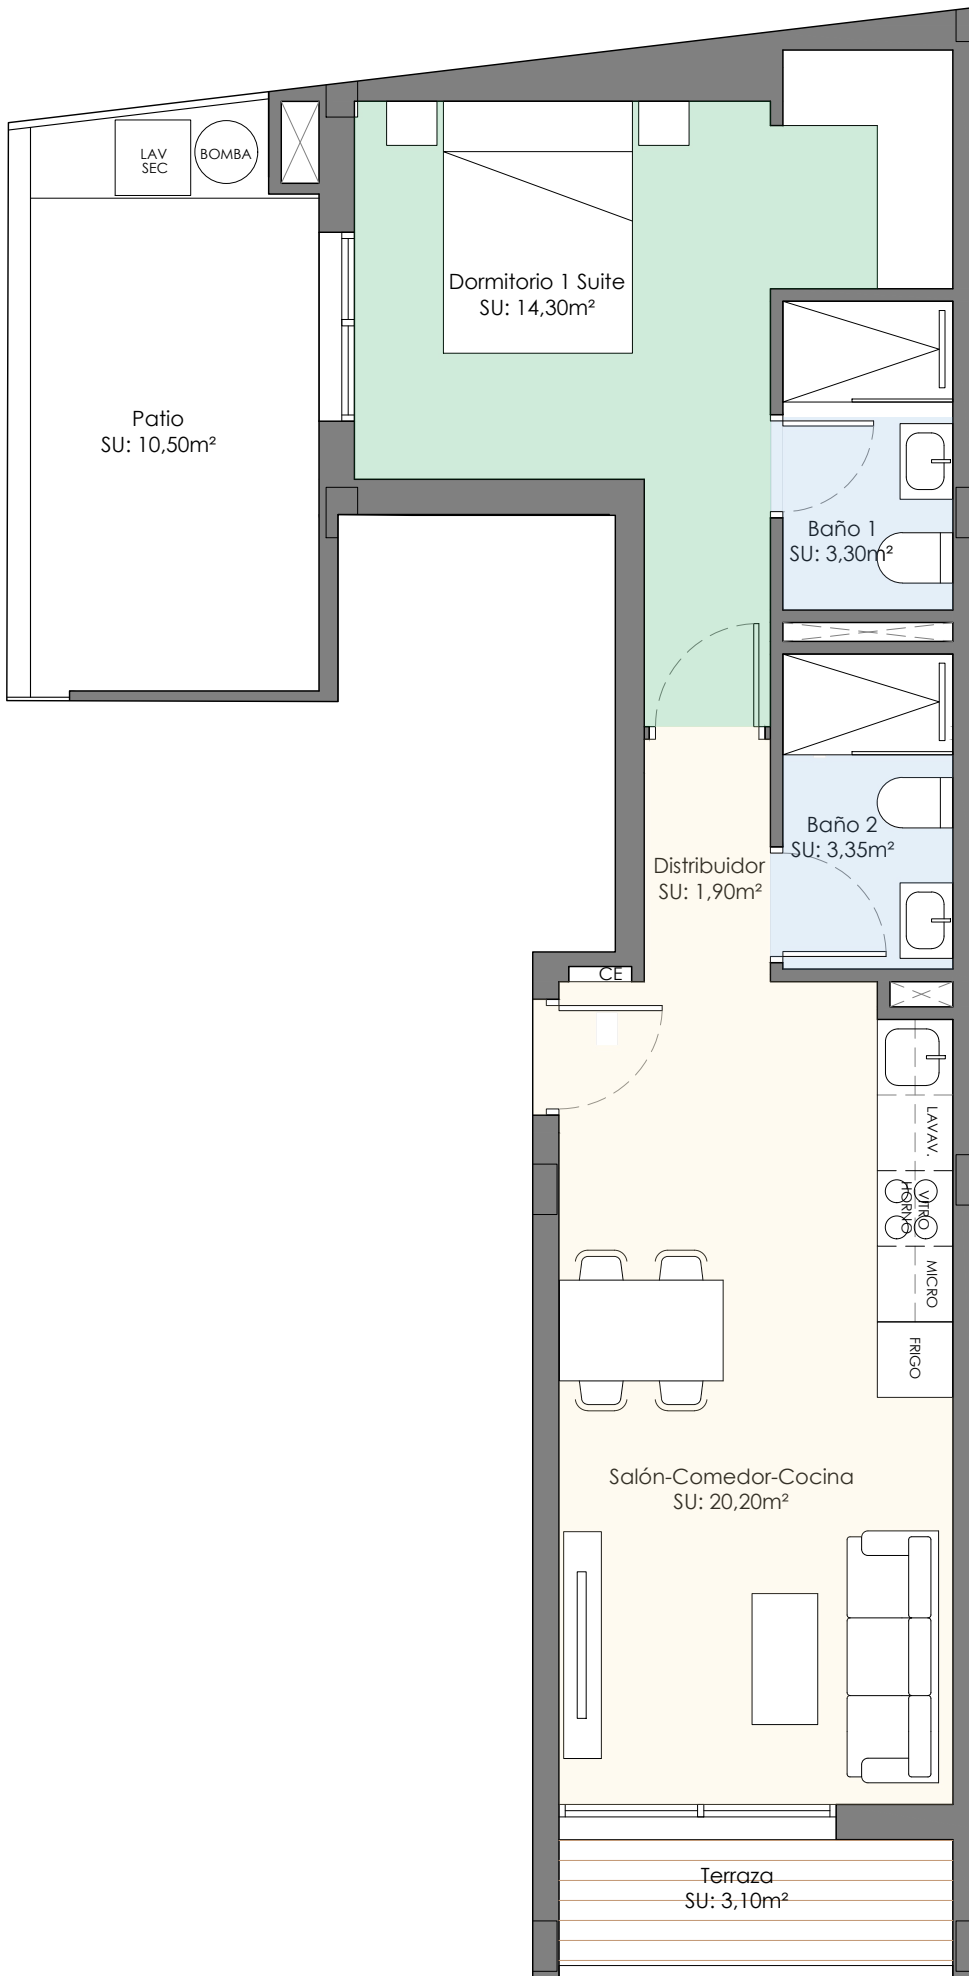 LAV
SEC
BOMBA
Dormitorio 1 Suite
SU: 14,30m²
Patio
SU: 10,50m²
Baño 1
SU: 3,30m²
Baño 2
SU: 3,35m²
Distribuidor
SU: 1,90m²
CE
LAVAV.
VITRO
HORNO
MICRO
FRIGO
Salón-Comedor-Cocina
SU: 20,20m²
Terraza
SU: 3,10m²